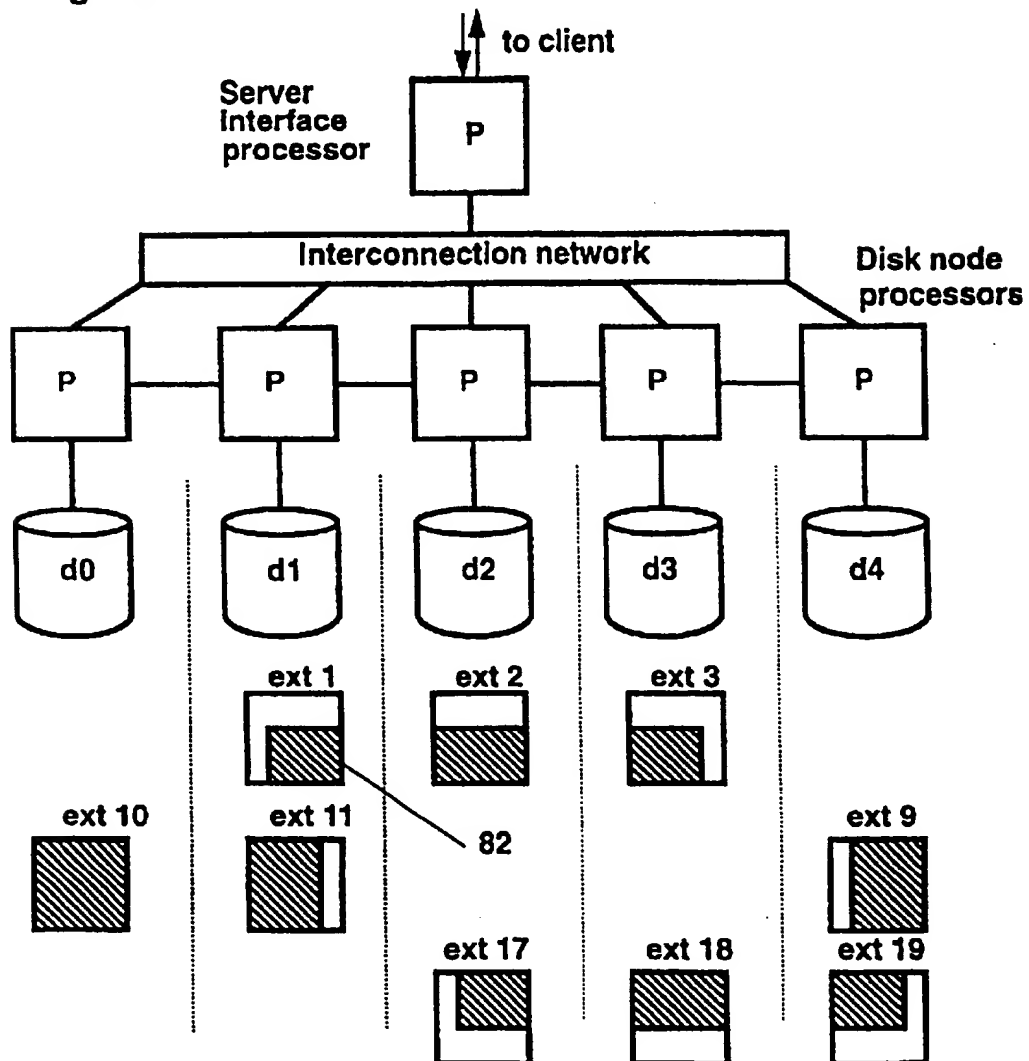 to client
Server
Interface
processor
P
Interconnection network
Disk node
processors
P P P P P
d0 d1 d2 d3 d4
ext 1 ext 2 ext 3
82
ext 10 ext 11 ext 9
ext 17 ext 18 ext 19